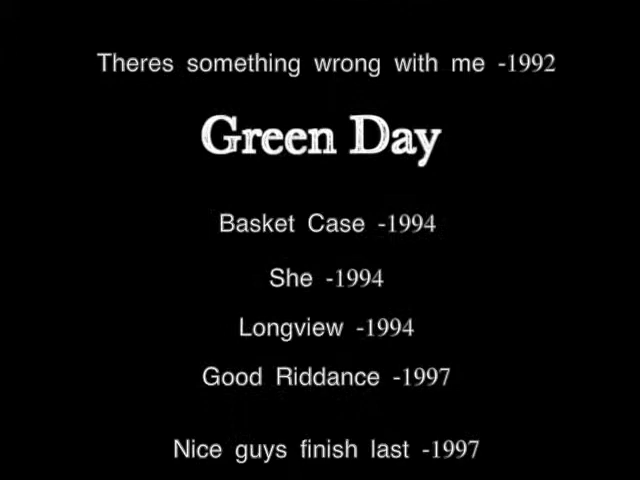 Theres something wrong with me -1992
Green Day
Basket Case -1994
She -1994
Longview -1994
Good Riddance -1997
Nice guys finish last -1997